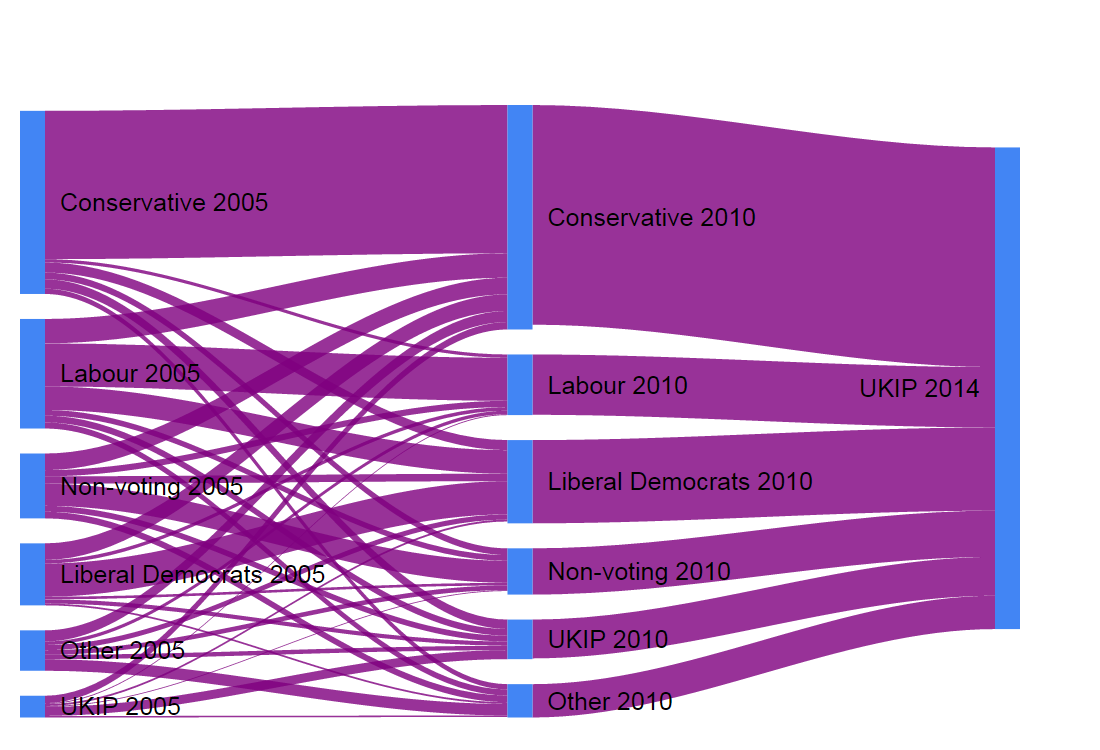 Conservative 2005
Labour 2005
Non-voting 2005
Liberal Democrats 2005
Other 2005
UKIP 2005
Conservative 2010
Labour 2010
Liberal Democrats 2010
Non-voting 2010
UKIP 2010
Other 2010
UKIP 2014